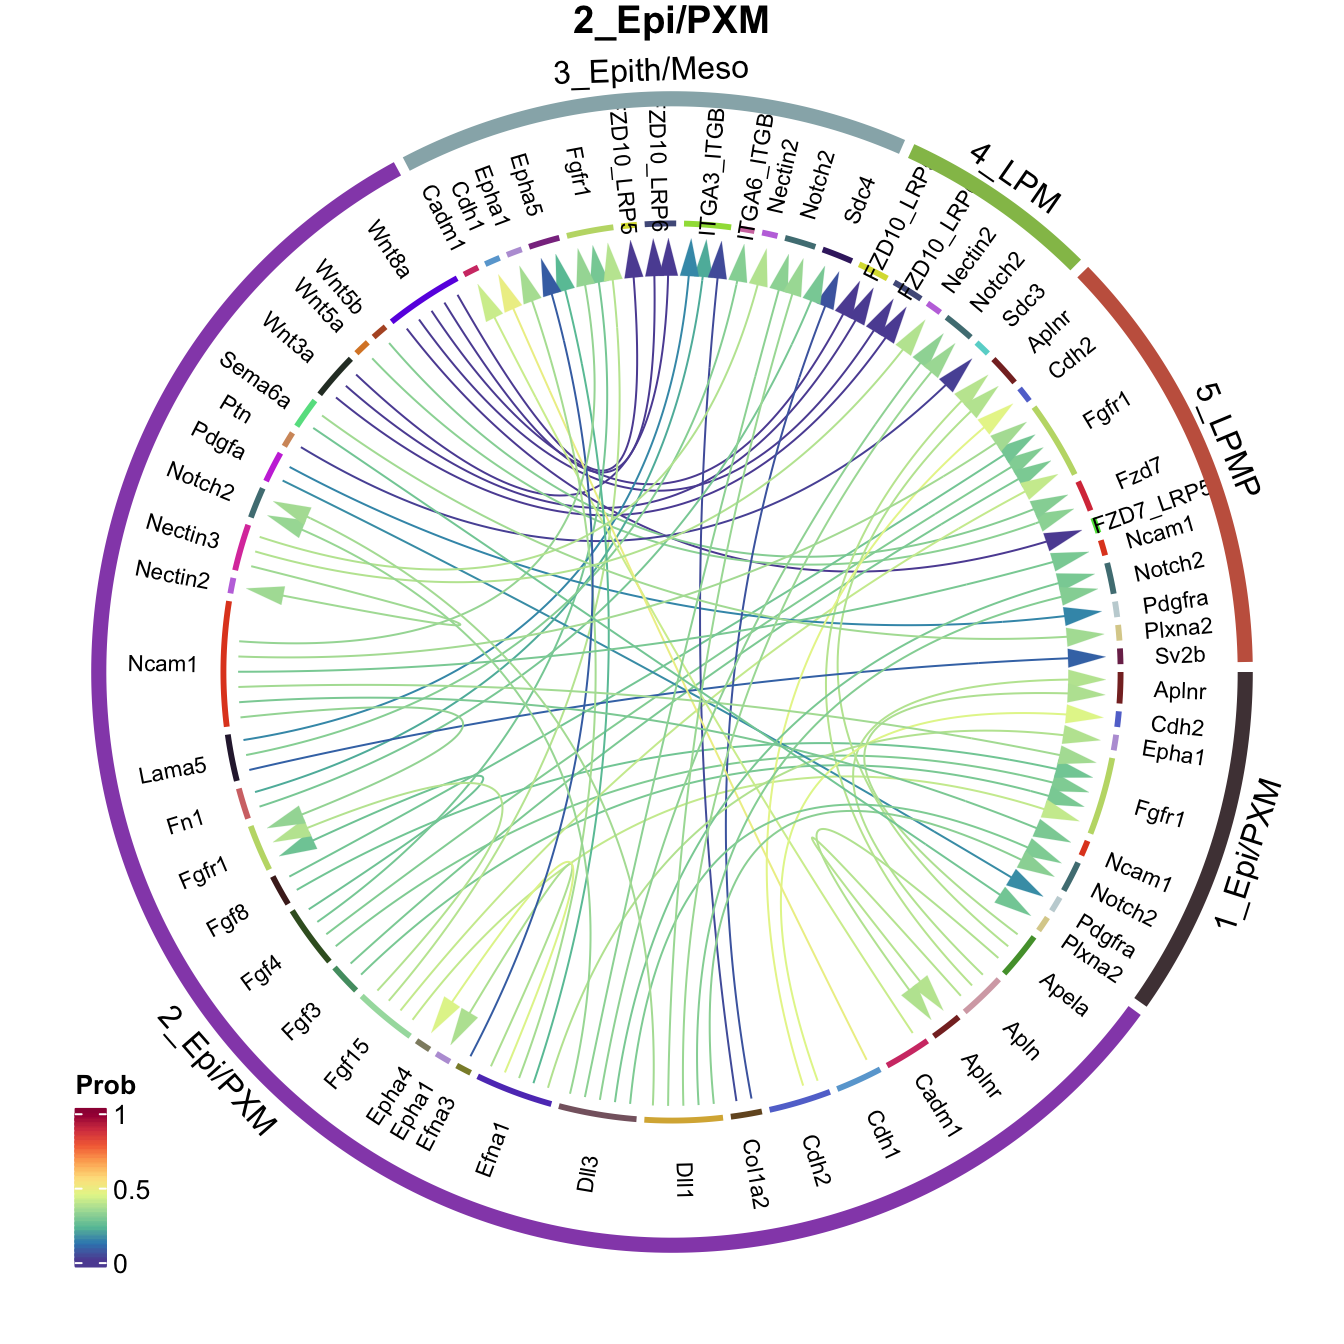 2_Epi/PXM
3_Epith/Meso
Cadm1
Cdh1
Epha1
Epha5
Fgfr1
FZD10_LRP5
FZD10_LRP6
ITGA3_ITGB
ITGA6_ITGB
Nectin2
Notch2
Sdc4
4_LPM
FZD10_LRP
FZD10_LRP
Nectin2
Notch2
Sdc3
5_LPMP
Aplnr
Cdh2
Fgfr1
Fzd7
FZD7_LRP5
Ncam1
Notch2
Pdgfra
Plxna2
Sv2b
1_Epi/PXM
Aplnr
Cdh2
Epha1
Fgfr1
Ncam1
Notch2
Pdgfra
Plxna2
2_Epi/PXM
Apela
Apln
Aplnr
Cadm1
Cdh1
Cdh2
Col1a2
Dll1
Dll3
Efna1
Efna3
Epha1
Epha4
Fgf15
Fgf3
Fgf4
Fgf8
Fgfr1
Fn1
Lama5
Ncam1
Nectin2
Nectin3
Notch2
Pdgfa
Ptn
Sema6a
Wnt3a
Wnt5a
Wnt5b
Wnt8a
Prob
1
0.5
0